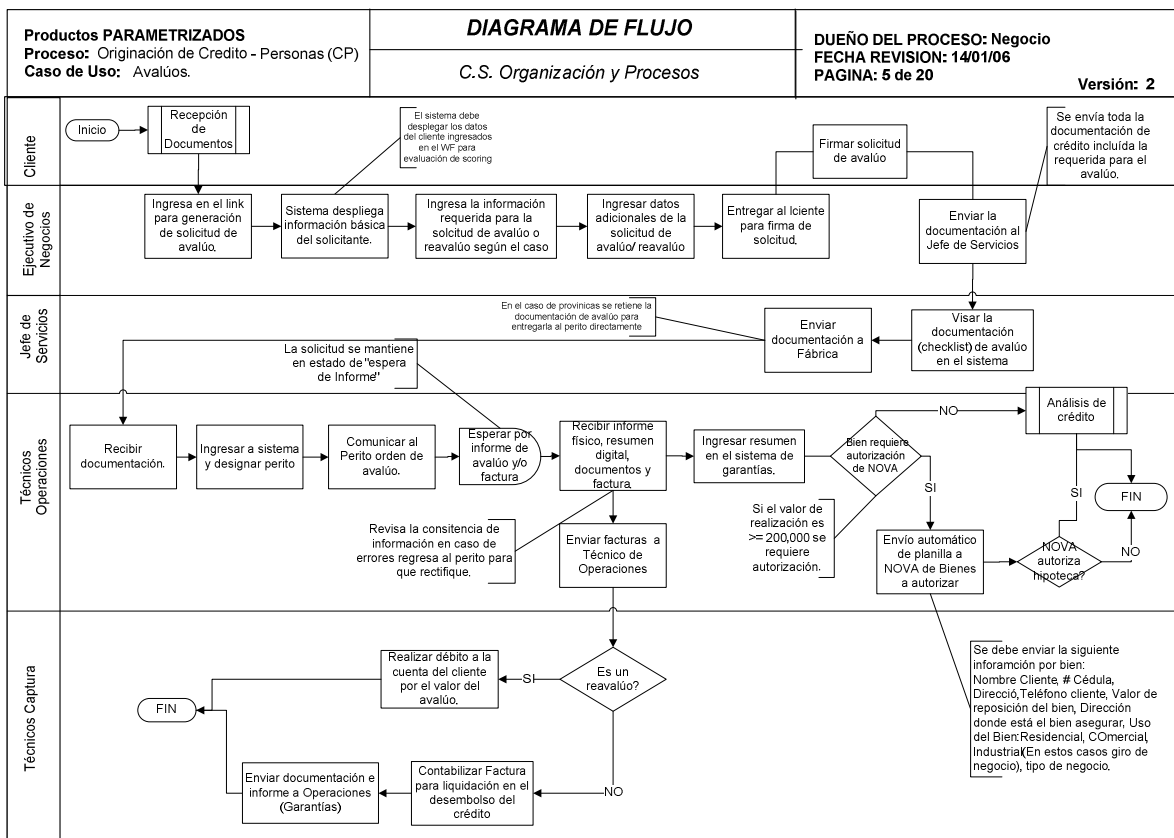 Productos PARAMETRIZADOS
Proceso: Originación de Credito - Personas (CP)
Caso de Uso: Avalúos.
DIAGRAMA DE FLUJO
C.S. Organización y Procesos
DUEÑO DEL PROCESO: Negocio
FECHA REVISION: 14/01/06
PAGINA: 5 de 20
Versión: 2
Cliente
Inicio
Recepción
de
Documentos
El sistema debe
desplegar los datos
del cliente ingresados
en el WF para
evaluación de scoring
Firmar solicitud
de avalúo
Se envía toda la
documentación de
crédito incluída la
requerida para el
avalúo.
Ejecutivo de
Negocios
Ingresa en el link
para generación
de solicitud de
avalúo.
Sistema despliega
información básica
del solicitante.
Ingresa la información
requerida para la
solcitud de avalúo o
reavalúo según el caso
Ingresar datos
adicionales de la
solicitud de
avalúo/ reavalúo
Entregar al lciente
para firma de
solcitud.
Enviar la
documentación al
Jefe de Servicios
Jefe de
Servicios
En el caso de provinicas se retiene la
documentación de avalúo para
entregarla al perito directamente
Enviar
documentación a
Fábrica
Visar la
documentación
(checklist) de avalúo
en el sistema
La solicitud se mantiene
en estado de "espera
de Informe"
Técnicos
Operaciones
Recibir
documentación.
Ingresar a sistema
y designar perito
Comunicar al
Perito orden de
avalúo.
Esperar por
informe de
avalúo y/o
factura
Recibir informe
físico, resumen
digital,
documentos y
factura.
Ingresar resumen
en el sistema de
garantías.
Bien requiere
autorización
de NOVA
NO
Análisis de
crédito
SI
SI
FIN
Revisa la consitencia de
información en caso de
errores regresa al perito para
que rectifique.
Enviar facturas a
Técnico de
Operaciones
Si el valor de
realización es
>= 200,000 se
requiere
autorización.
Envío automático
de planilla a
NOVA de Bienes
a autorizar
NOVA
autoriza
hipoteca?
NO
Técnicos Captura
Realizar débito a la
cuenta del cliente
por el valor del
avalúo.
SI
Es un
reavalúo?
FIN
Enviar documentación e
informe a Operaciones
(Garantías)
Contabilizar Factura
para liquidación en el
desembolso del
crédito
NO
Se debe enviar la siguiente
inforamción por bien:
Nombre Cliente, # Cédula,
Direcció,Teléfono cliente, Valor de
reposición del bien, Dirección
donde está el bien asegurar, Uso
del Bien:Residencial, COmercial,
Industrial(En estos casos giro de
negocio), tipo de negocio.